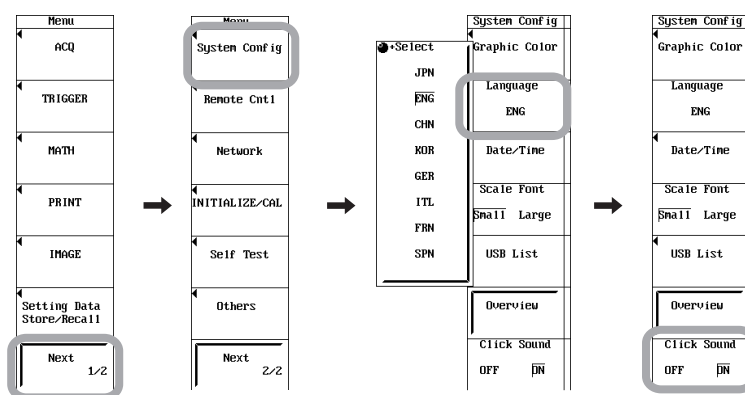 Menu
ACQ
TRIGGER
MATH
PRINT
IMAGE
Setting Data
Store/Recall
Next
1/2
Menu
System Config
Remote Cntl
Network
INITIALIZE/CAL
Self Test
Others
Next
2/2
Select
JPN
ENG
CHN
KOR
GER
ITL
FRN
SPN
System Config
Graphic Color
Language
ENG
Date/Time
Scale Font
Small Large
USB List
Overview
Click Sound
OFF ON
System Config
Graphic Color
Language
ENG
Date/Time
Scale Font
Small Large
USB List
Overview
Click Sound
OFF ON